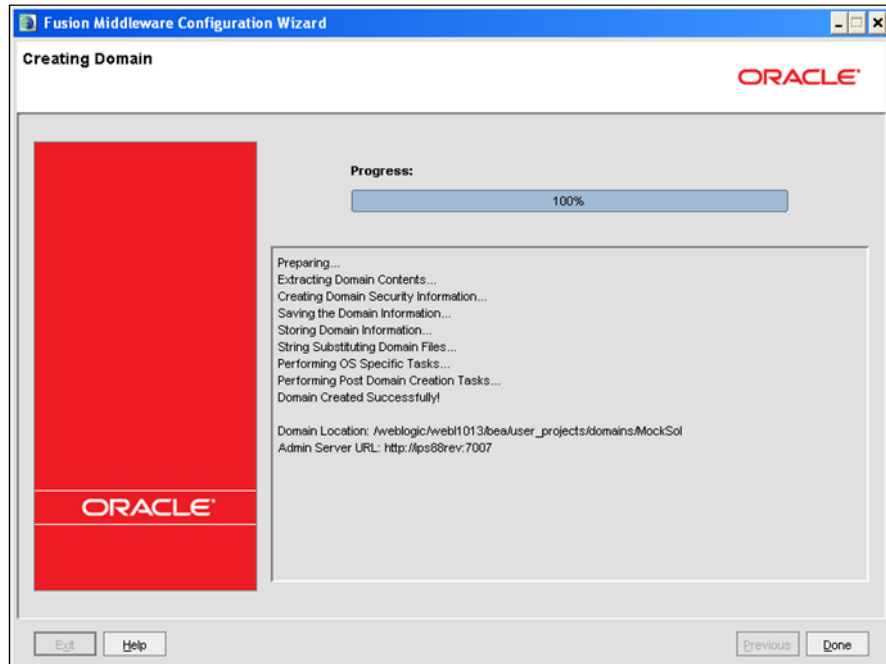 Fusion Middleware Configuration Wizard
Creating Domain
ORACLE
Progress:
100%
Preparing...
Extracting Domain Contents...
Creating Domain Security Information...
Saving the Domain Information...
Storing Domain Information...
String Substituting Domain Files...
Performing OS Specific Tasks...
Performing Post Domain Creation Tasks...
Domain Created Successfully!
Domain Location: /weblogic/webl1013/bea/user_projects/domains/MockSol
Admin Server URL: http://ips88rev:7007
ORACLE
Exit Help Previous Done